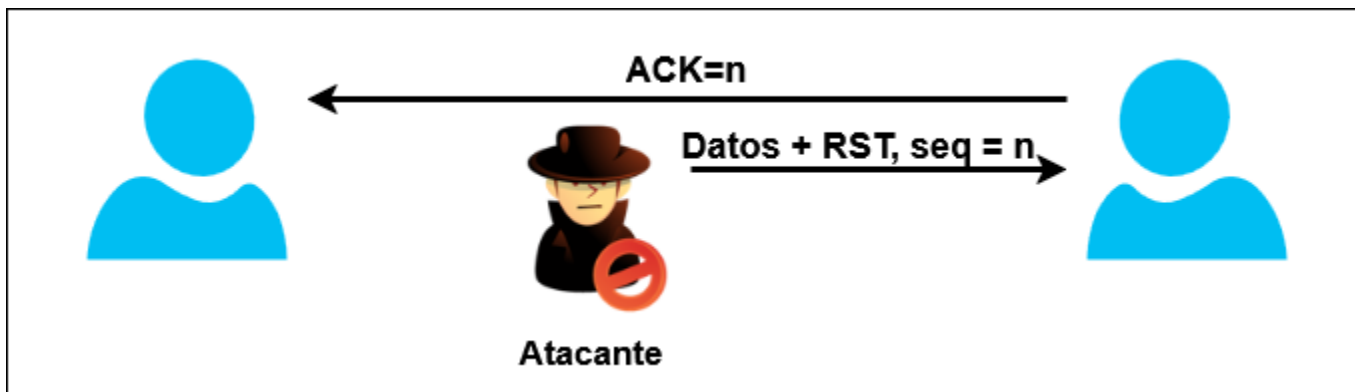 ACK=n
Datos + RST, seq = n
Atacante